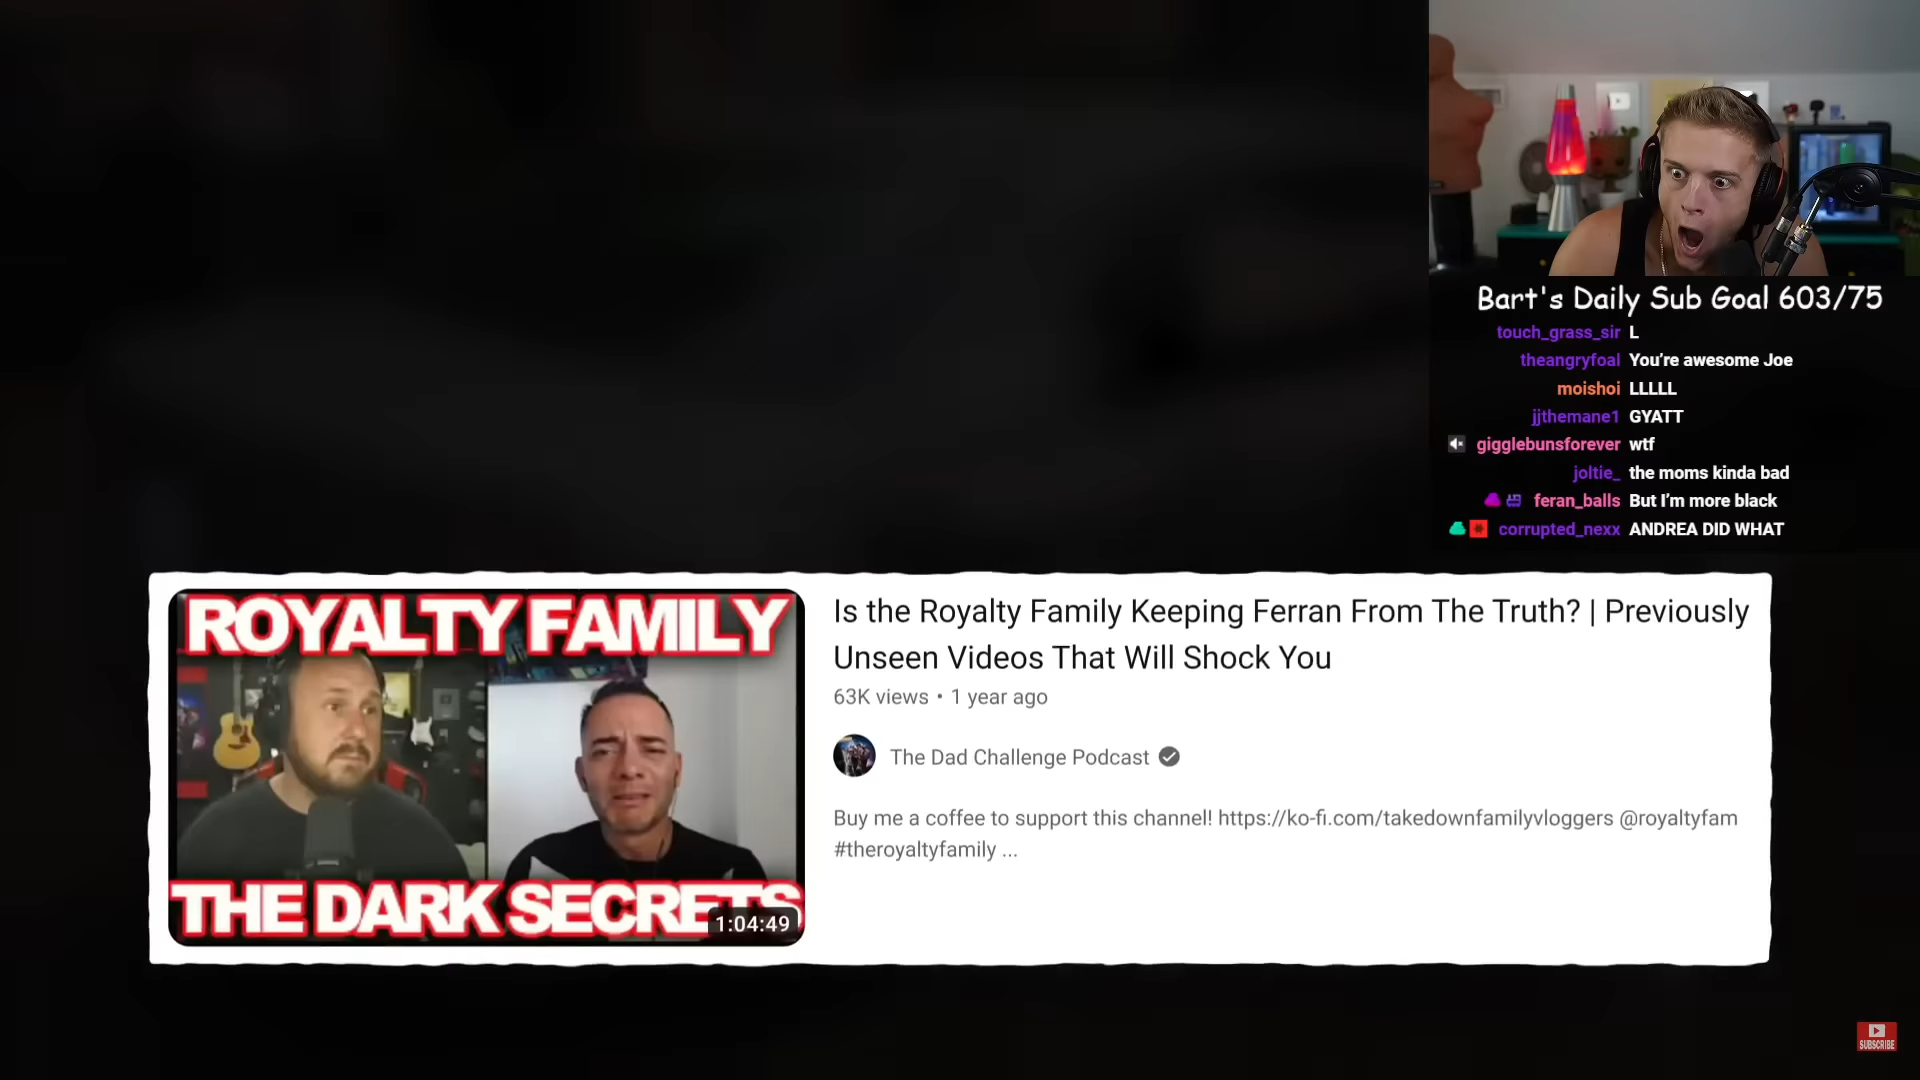 Bart's Daily Sub Goal 603/75
touch_grass_sir L
theangryfoal You're awesome Joe
moishoi LLLLL
jjthemane1 GYATT
gigglebunsforever wtf
joltie_ the moms kinda bad
feran_balls But I'm more black
corrupted_nexx ANDREA DID WHAT
ROYALTY FAMILY
THE DARK SECRETS
1:04:49
Is the Royalty Family Keeping Ferran From The Truth? | Previously
Unseen Videos That Will Shock You
63K views • 1 year ago
The Dad Challenge Podcast
Buy me a coffee to support this channel! https://ko-fi.com/takedownfamilyvloggers @royaltyfam
#theroyaltyfamily ...
SUBSCRIBE